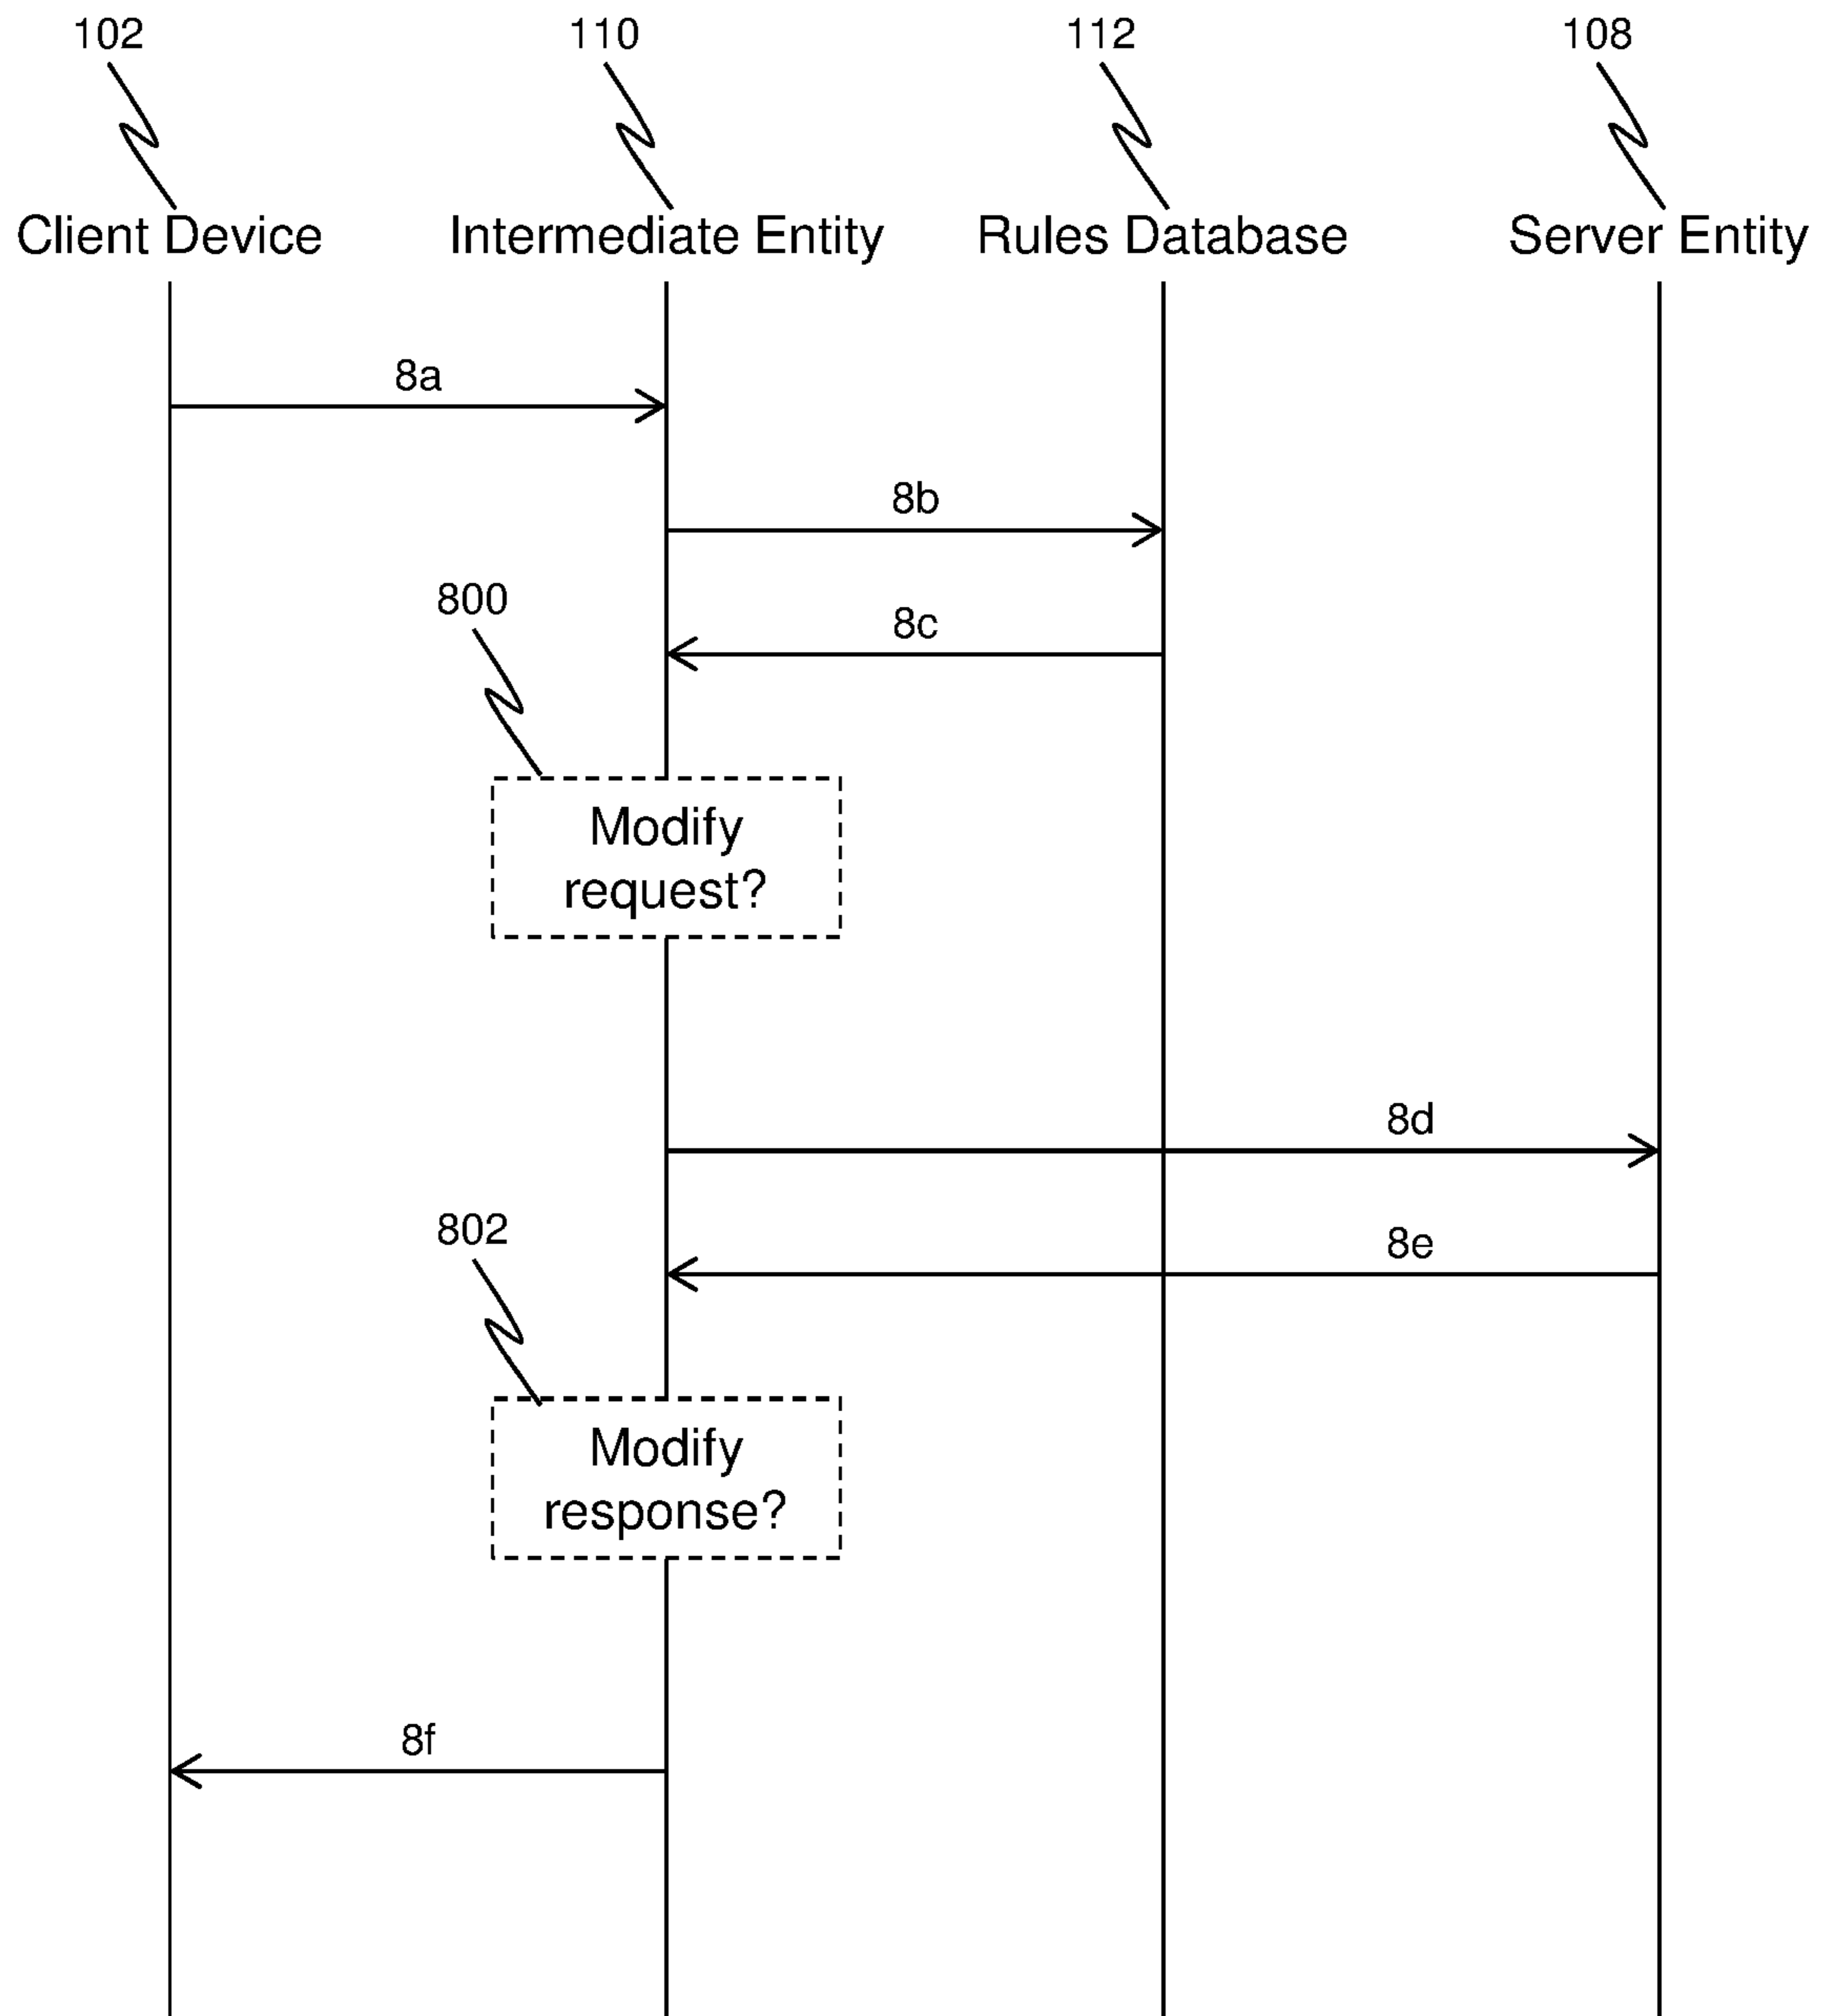 102 110 112 108
Client Device Intermediate Entity Rules Database Server Entity
8a
8b
800
8c
Modify
request?
8d
802
8e
Modify
response?
8f